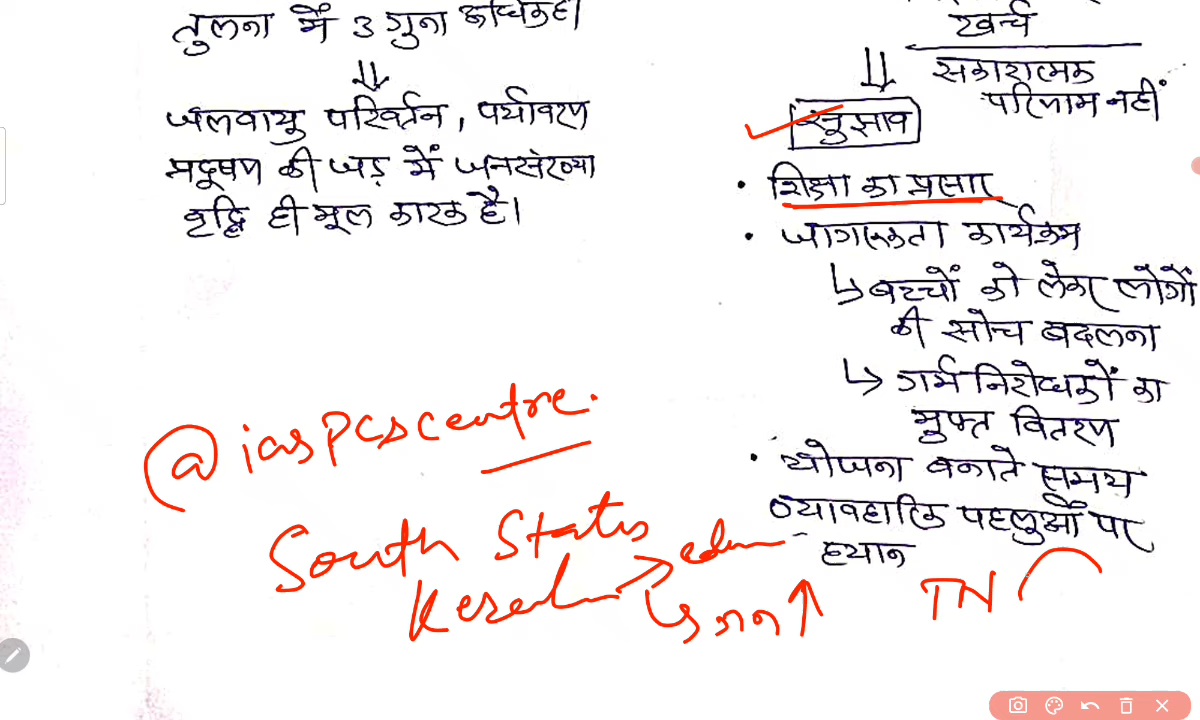 तुलना में 3 गुना अधिक है।
⇓
जलवायु परिवर्तन, पर्यावरण
प्रदूषण की जड़ में जनसंख्या
वृद्धि ही मूल कारक है।
खर्च
सकारात्मक
परिणाम नहीं
⇓
सुझाव
• शिक्षा का प्रसार
• जागरूकता कार्यक्रम
↳ बच्चों को लेकर लोगों
की सोच बदलना
↳ गर्भ निरोधकों का
मुफ्त वितरण
• योजना बनाते समय
व्यावहारिक पहलुओं पर
ध्यान
@iaspcscentre.
South States
Kerala → edu
↳ जन ↑
TN